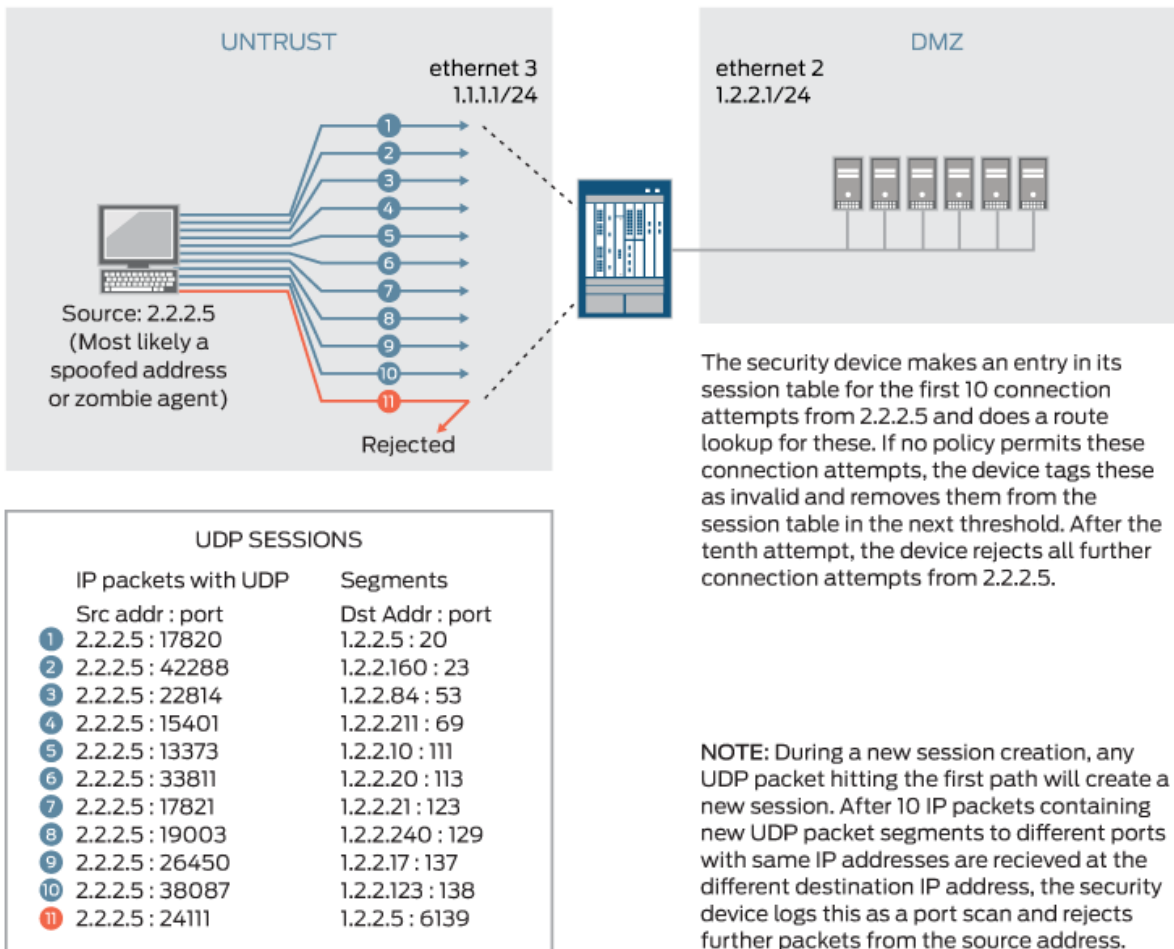 UNTRUST
ethernet 3
1.1.1.1/24
1
2
3
4
5
6
7
8
9
10
11
Source: 2.2.2.5
(Most likely a
spoofed address
or zombie agent)
Rejected
DMZ
ethernet 2
1.2.2.1/24
The security device makes an entry in its
session table for the first 10 connection
attempts from 2.2.2.5 and does a route
lookup for these. If no policy permits these
connection attempts, the device tags these
as invalid and removes them from the
session table in the next threshold. After the
tenth attempt, the device rejects all further
connection attempts from 2.2.2.5.
UDP SESSIONS
IP packets with UDP Segments
Src addr : port Dst Addr : port
1 2.2.2.5 : 17820 1.2.2.5 : 20
2 2.2.2.5 : 42288 1.2.2.160 : 23
3 2.2.2.5 : 22814 1.2.2.84 : 53
4 2.2.2.5 : 15401 1.2.2.211 : 69
5 2.2.2.5 : 13373 1.2.2.10 : 111
6 2.2.2.5 : 33811 1.2.2.20 : 113
7 2.2.2.5 : 17821 1.2.2.21 : 123
8 2.2.2.5 : 19003 1.2.2.240 : 129
9 2.2.2.5 : 26450 1.2.2.17 : 137
10 2.2.2.5 : 38087 1.2.2.123 : 138
11 2.2.2.5 : 24111 1.2.2.5 : 6139
NOTE: During a new session creation, any
UDP packet hitting the first path will create a
new session. After 10 IP packets containing
new UDP packet segments to different ports
with same IP addresses are recieved at the
different destination IP address, the security
device logs this as a port scan and rejects
further packets from the source address.